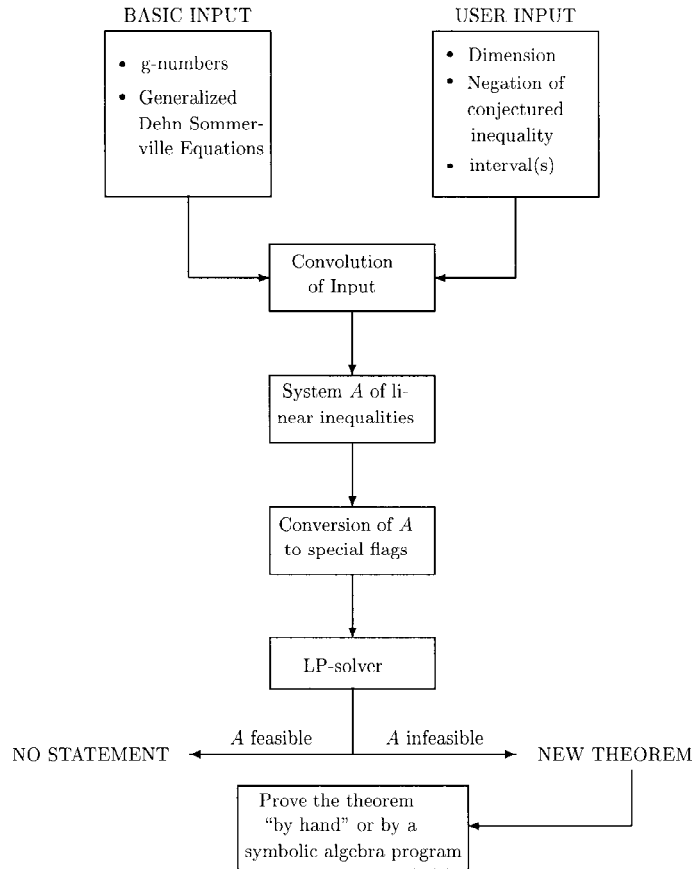 BASIC INPUT
• g-numbers
• Generalized
Dehn Sommer-
ville Equations
USER INPUT
• Dimension
• Negation of
conjectured
inequality
• interval(s)
Convolution
of Input
System A of li-
near inequalities
Conversion of A
to special flags
LP-solver
A feasible
A infeasible
NO STATEMENT
NEW THEOREM
Prove the theorem
“by hand” or by a
symbolic algebra program